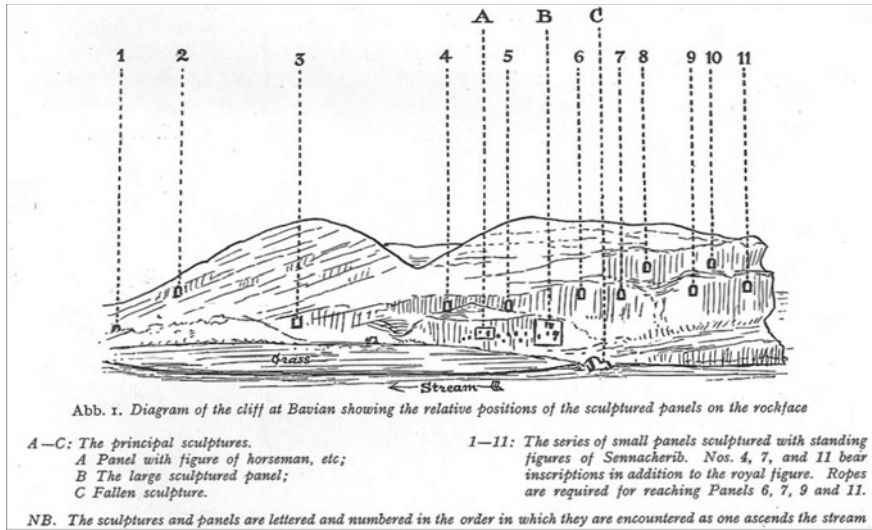 A B C
1 2 3 4 5 6 7 8 9 10 11
Grass
← Stream
Abb. 1. Diagram of the cliff at Bavian showing the relative positions of the sculptured panels on the rockface
A—C: The principal sculptures.
A Panel with figure of horseman, etc;
B The large sculptured panel;
C Fallen sculpture.
1—11: The series of small panels sculptured with standing
figures of Sennacherib. Nos. 4, 7, and 11 bear
inscriptions in addition to the royal figure. Ropes
are required for reaching Panels 6, 7, 9 and 11.
NB. The sculptures and panels are lettered and numbered in the order in which they are encountered as one ascends the stream